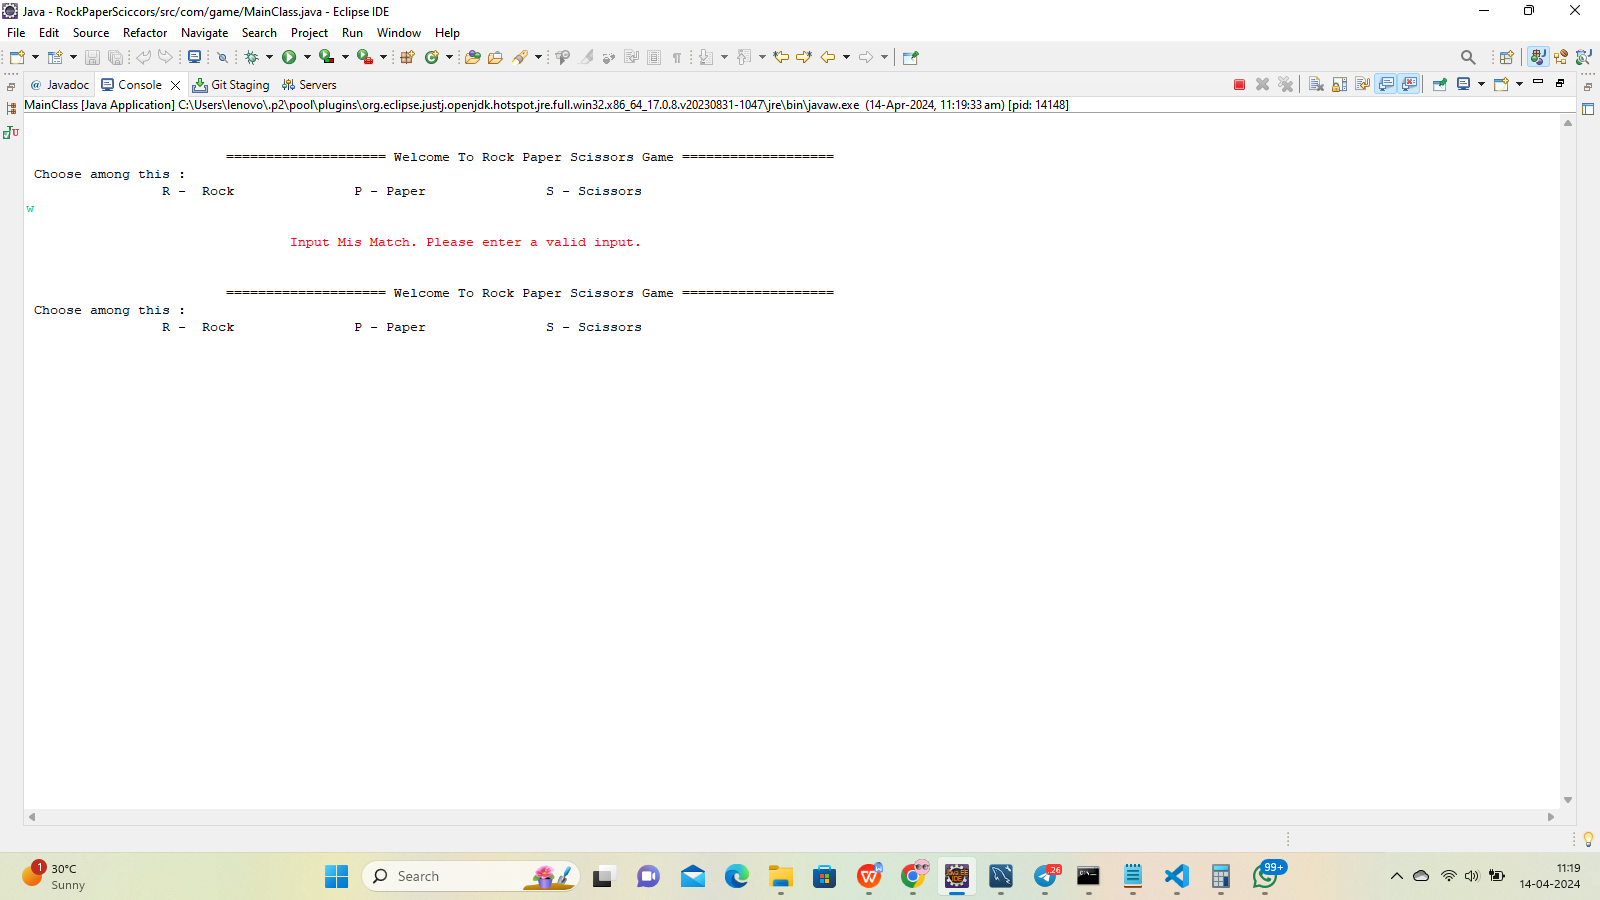 Java - RockPaperSciccors/src/com/game/MainClass.java - Eclipse IDE
File Edit Source Refactor Navigate Search Project Run Window Help
@ Javadoc Console Git Staging Servers
MainClass [Java Application] C:\Users\lenovo\.p2\pool\plugins\org.eclipse.justj.openjdk.hotspot.jre.full.win32.x86_64_17.0.8.v20230831-1047\jre\bin\javaw.exe (14-Apr-2024, 11:19:33 am) [pid: 14148]
==================== Welcome To Rock Paper Scissors Game ===================
Choose among this :
R - Rock P - Paper S - Scissors
w
Input Mis Match. Please enter a valid input.
==================== Welcome To Rock Paper Scissors Game ===================
Choose among this :
R - Rock P - Paper S - Scissors
1
30°C
Sunny
Search
26
99+
11:19
14-04-2024